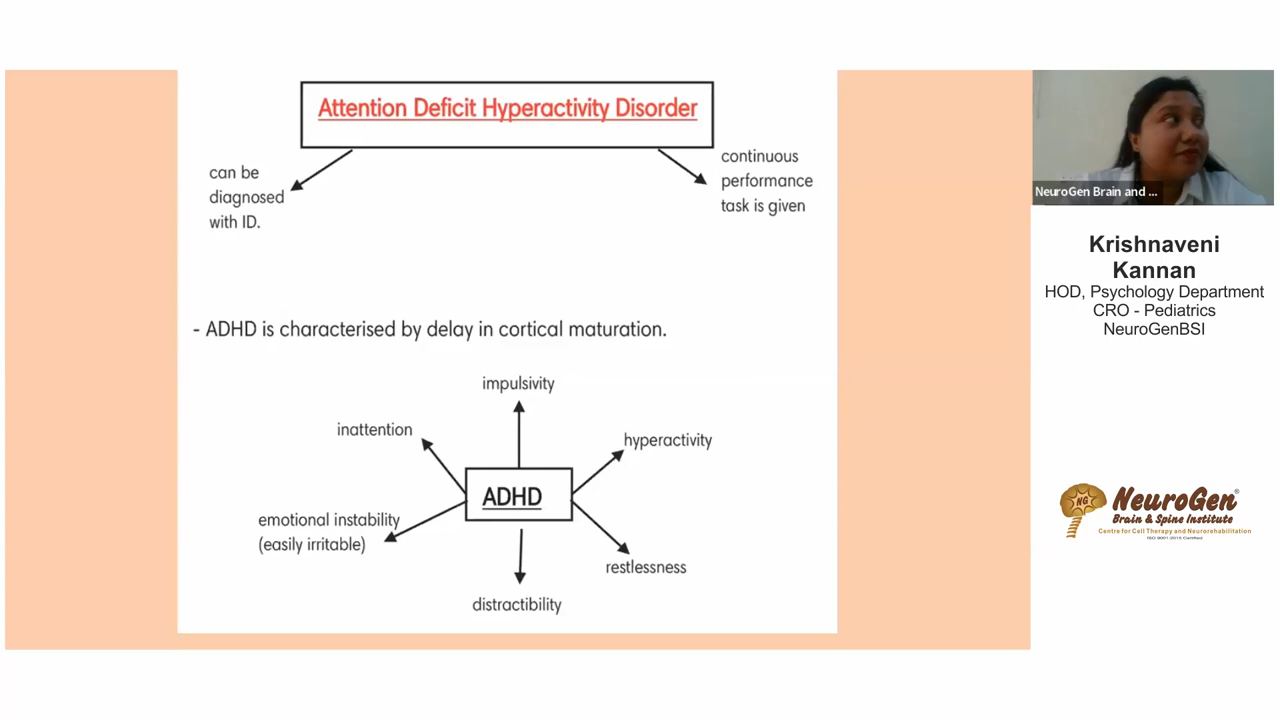 Attention Deficit Hyperactivity Disorder
can be
diagnosed
with ID.
continuous
performance
task is given
- ADHD is characterised by delay in cortical maturation.
impulsivity
inattention
hyperactivity
ADHD
emotional instability
(easily irritable)
restlessness
distractibility
NeuroGen Brain and ...
Krishnaveni
Kannan
HOD, Psychology Department
CRO - Pediatrics
NeuroGenBSI
NG
NeuroGen®
Brain & Spine Institute
Centre for Cell Therapy and Neurorehabilitation
ISO 9001:2015 Certified